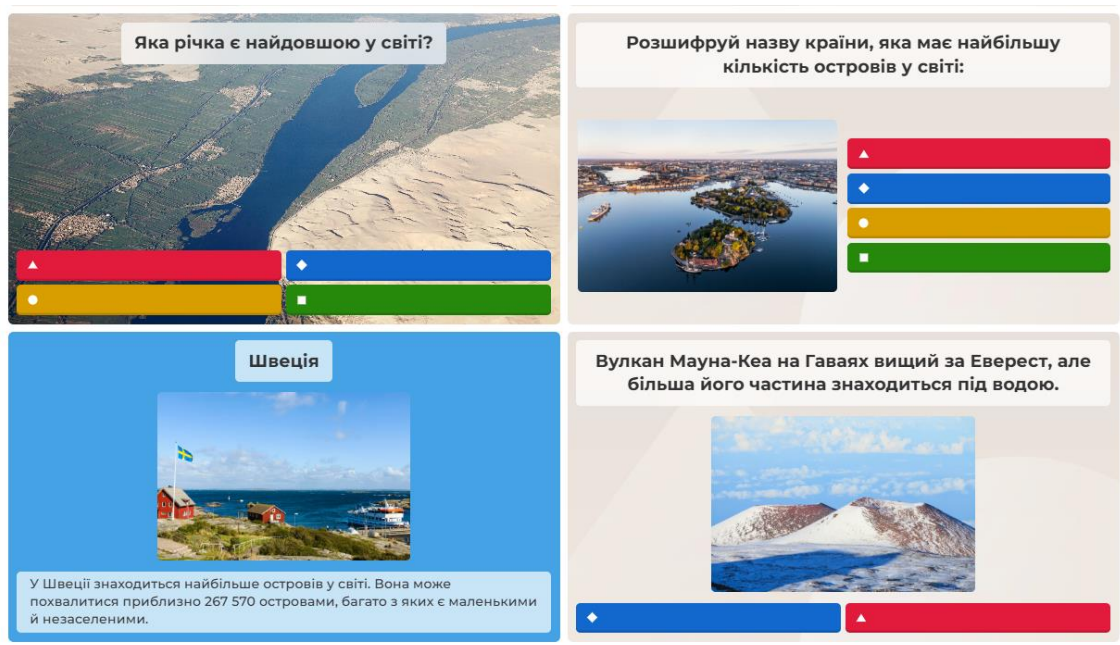 Яка річка є найдовшою у світі?
Розшифруй назву країни, яка має найбільшу
кількість островів у світі:
Швеція
У Швеції знаходиться найбільше островів у світі. Вона може
похвалитися приблизно 267 570 островами, багато з яких є маленькими
й незаселеними.
Вулкан Мауна-Кеа на Гаваях вищий за Еверест, але
більша його частина знаходиться під водою.